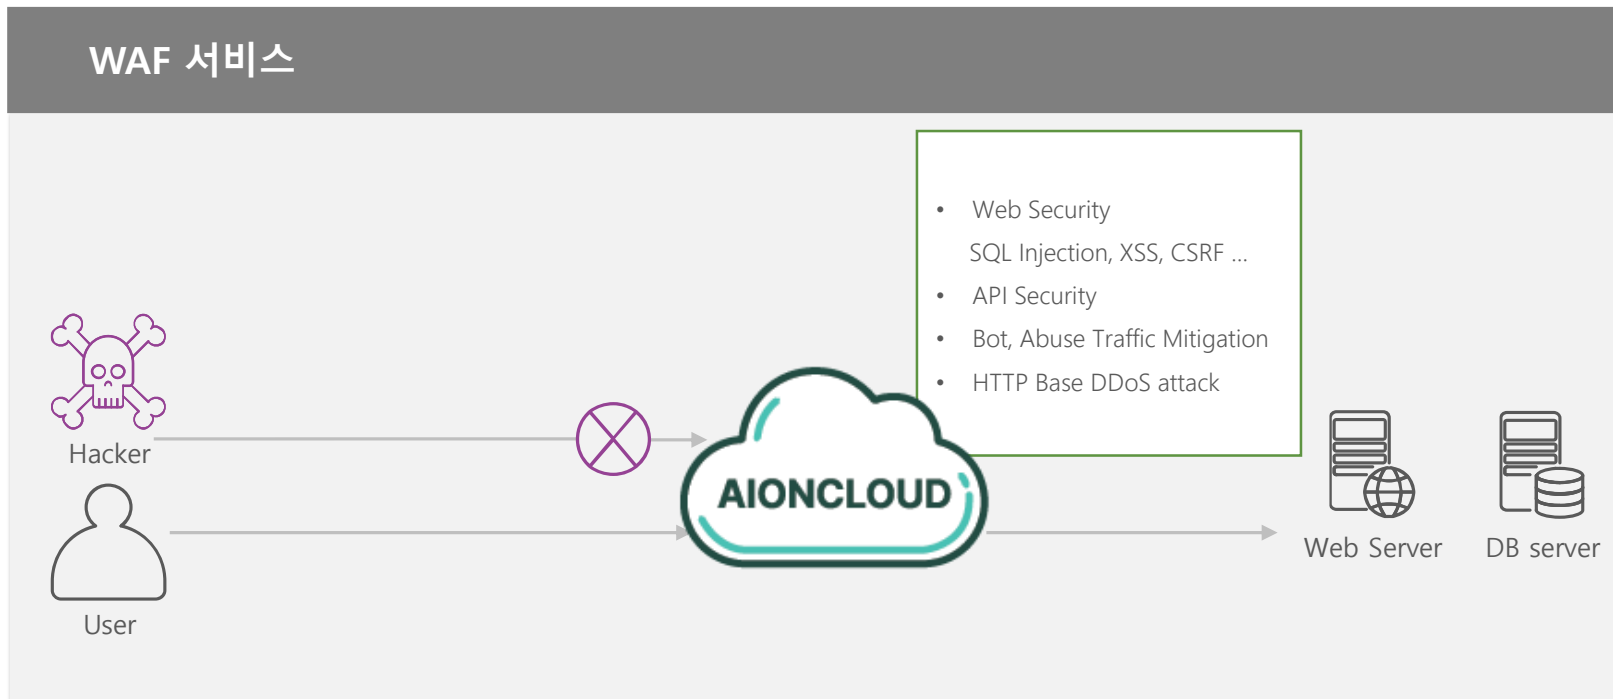 WAF 서비스
• Web Security
SQL Injection, XSS, CSRF ...
• API Security
• Bot, Abuse Traffic Mitigation
• HTTP Base DDoS attack
Hacker
AIONCLOUD
User
Web Server
DB server